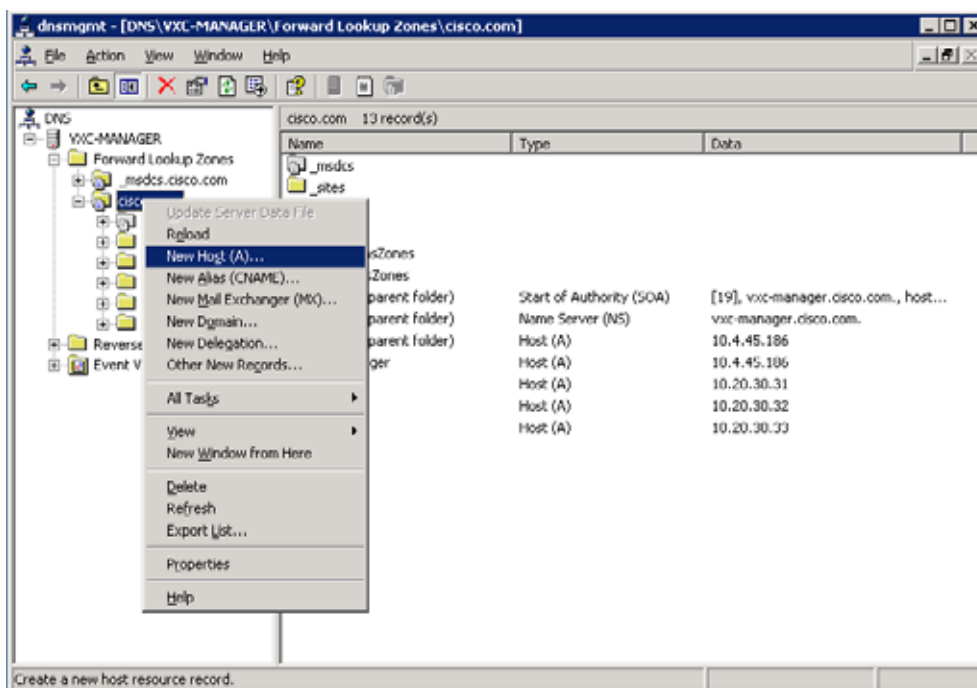 dnsmgmt - [DNS\VXC-MANAGER\Forward Lookup Zones\cisco.com]
File Action View Window Help
DNS
VXC-MANAGER
Forward Lookup Zones
_msdcs.cisco.com
cisc
Reverse
Event V
cisco.com 13 record(s)
Name Type Data
_msdcs
_sites
sZones
Zones
parent folder) Start of Authority (SOA) [19], vxc-manager.cisco.com., host...
parent folder) Name Server (NS) vxc-manager.cisco.com.
parent folder) Host (A) 10.4.45.186
ger Host (A) 10.4.45.186
Host (A) 10.20.30.31
Host (A) 10.20.30.32
Host (A) 10.20.30.33
Update Server Data File
Reload
New Host (A)...
New Alias (CNAME)...
New Mail Exchanger (MX)...
New Domain...
New Delegation...
Other New Records...
All Tasks
View
New Window from Here
Delete
Refresh
Export List...
Properties
Help
Create a new host resource record.